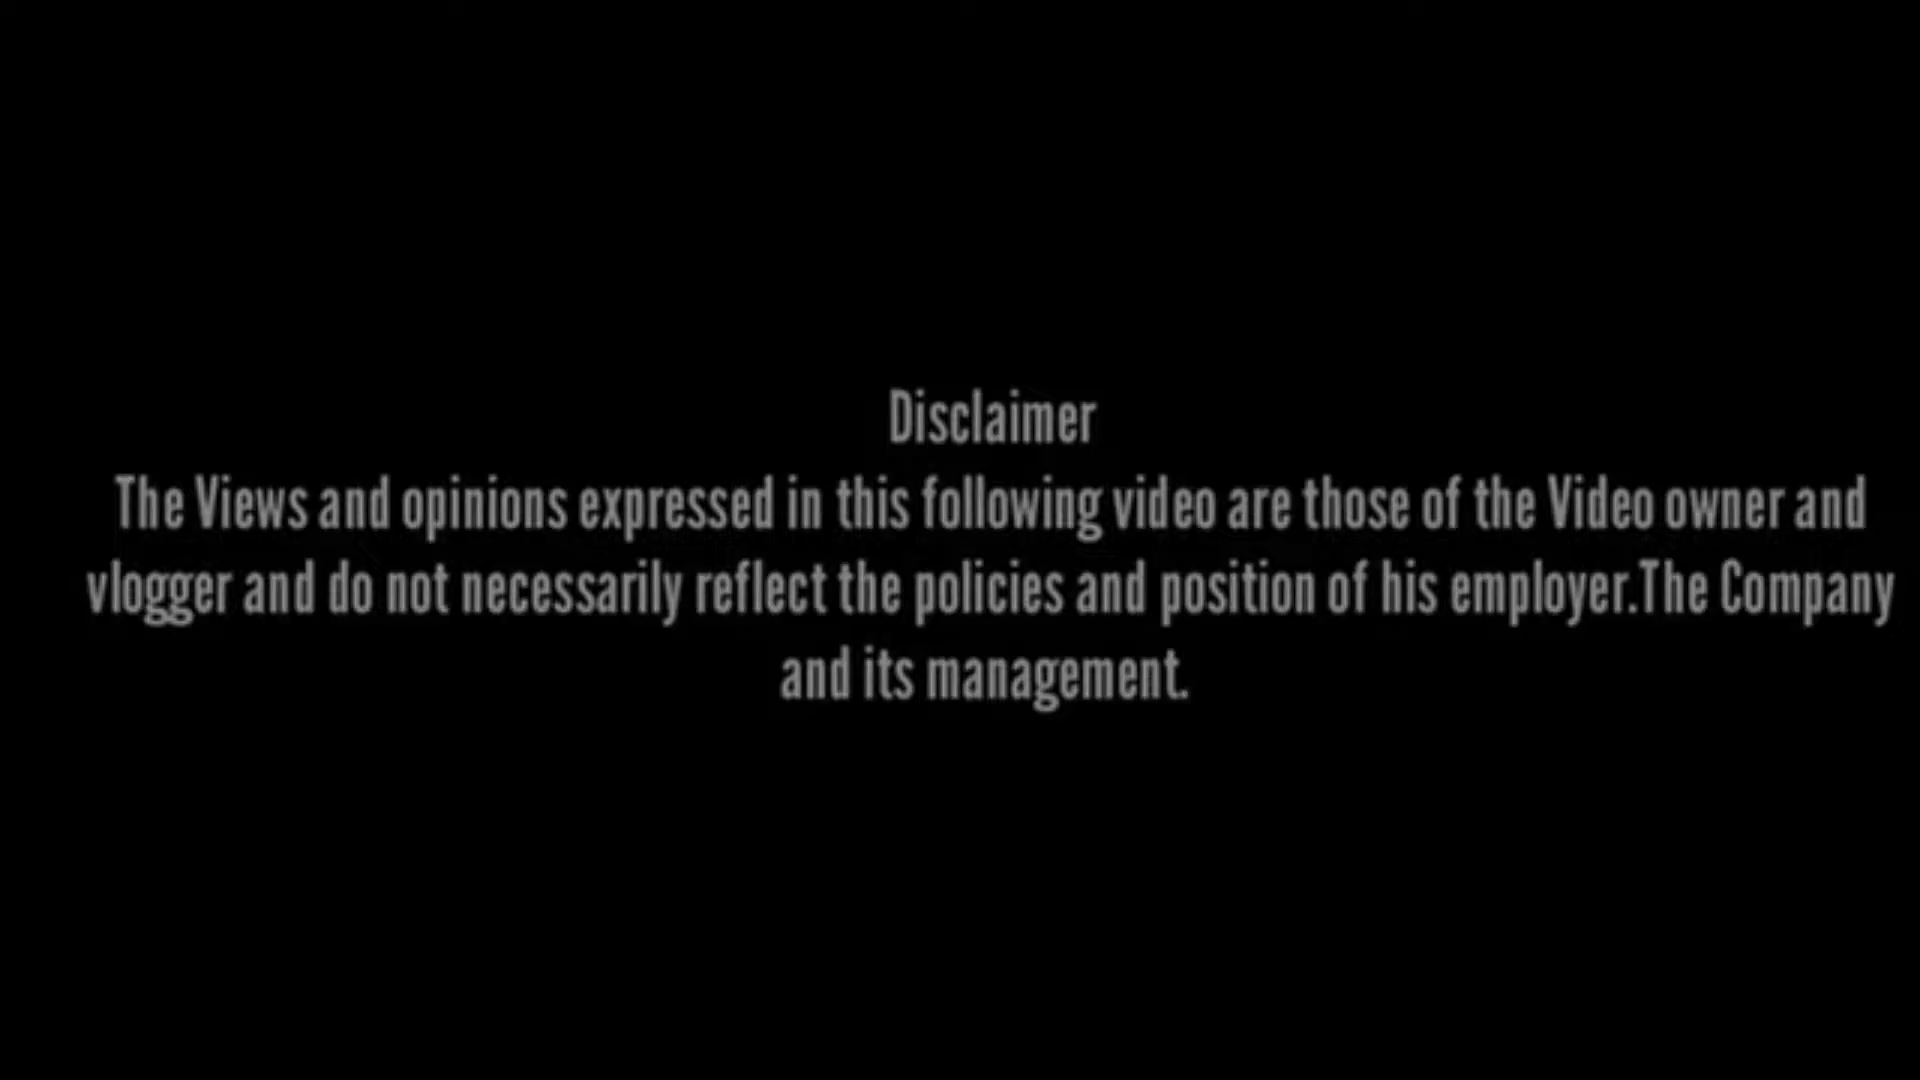 Disclaimer
The Views and opinions expressed in this following video are those of the Video owner and
vlogger and do not necessarily reflect the policies and position of his employer.The Company
and its management.